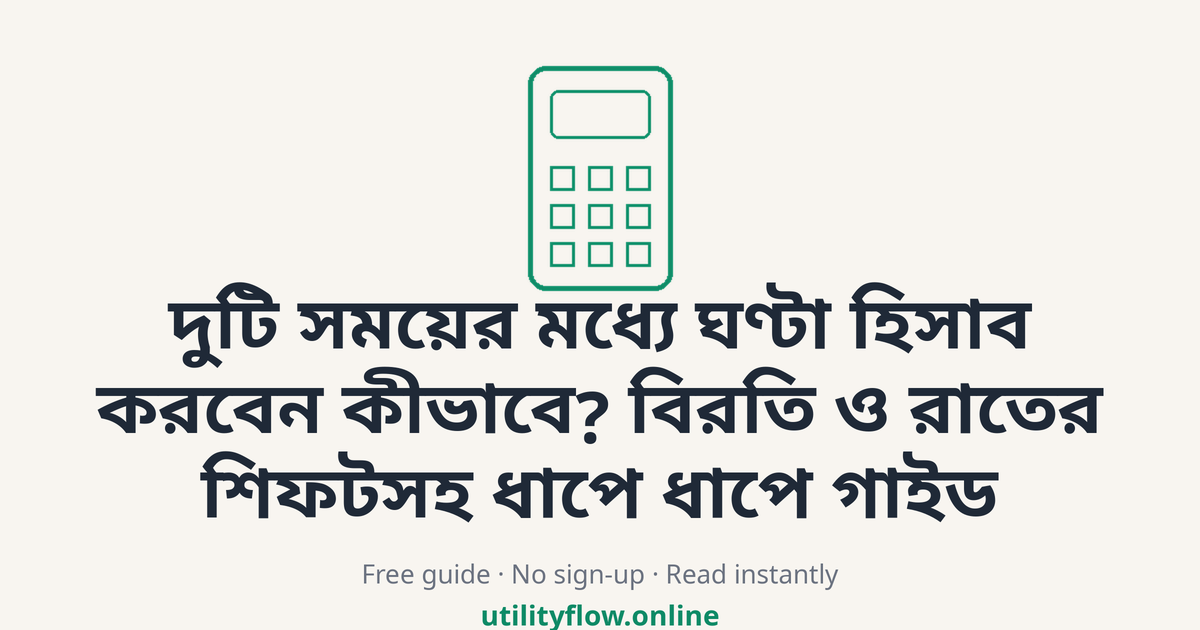 দুটি সময়ের মধ্যে ঘণ্টা হিসাব
করবেন কীভাবে? বিরতি ও রাতের
শিফটসহ ধাপে ধাপে গাইড
Free guide · No sign-up · Read instantly
utilityflow.online